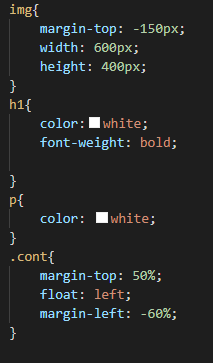 img{
    margin-top: -150px;
    width: 600px;
    height: 400px;
}
h1{
    color: white;
    font-weight: bold;

}
p{
    color: white;
}
.cont{
    margin-top: 50%;
    float: left;
    margin-left: -60%;
}